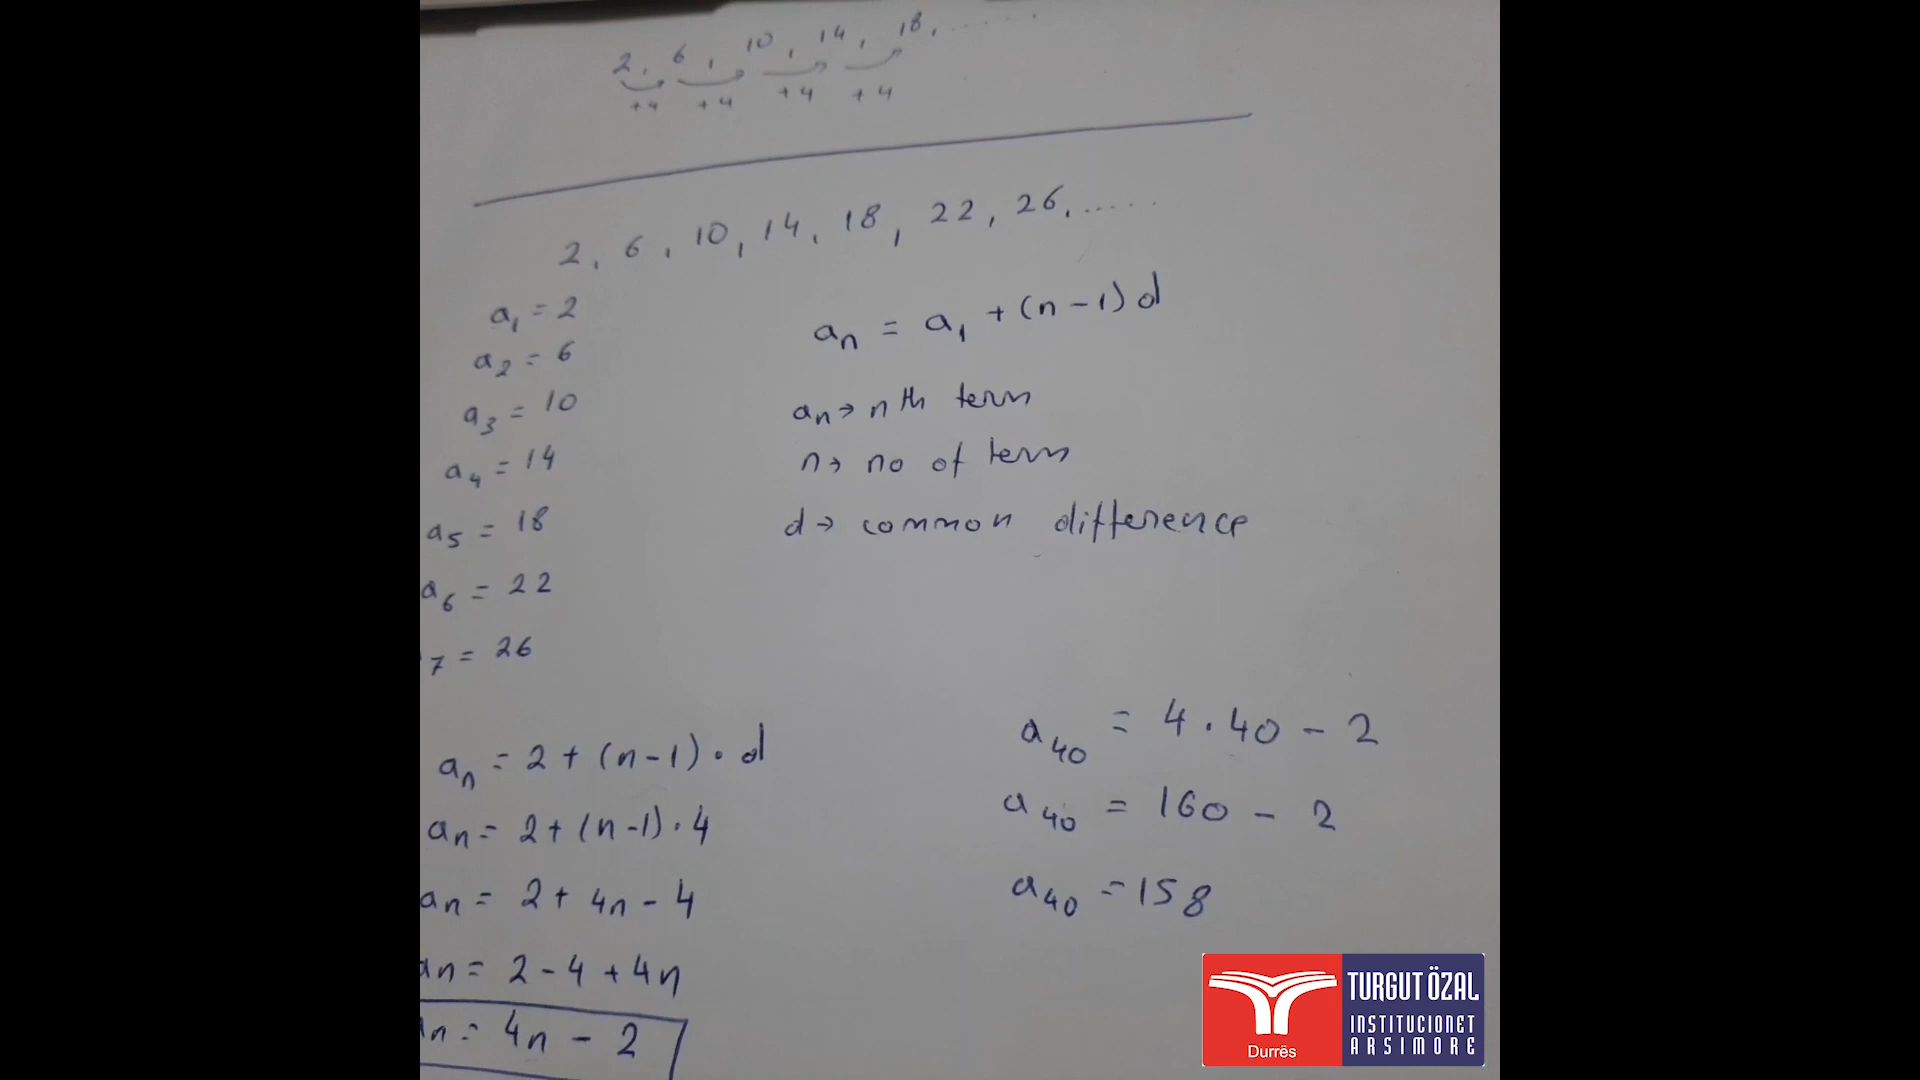 2, 6, 10, 14, 18, ......
+4 +4 +4 +4
2, 6, 10, 14, 18, 22, 26, .....
a1 = 2
a2 = 6
a3 = 10
a4 = 14
a5 = 18
a6 = 22
7 = 26
an = a1 + (n-1) d
an → nth term
n → no of term
d → common difference
an = 2 + (n-1) • d
an = 2 + (n-1) • 4
an = 2 + 4n - 4
an = 2 - 4 + 4n
an = 4n - 2
a40 = 4 . 40 - 2
a40 = 160 - 2
a40 = 158
TURGUT ÖZAL
INSTITUCIONET
ARSIMORE
Durrës